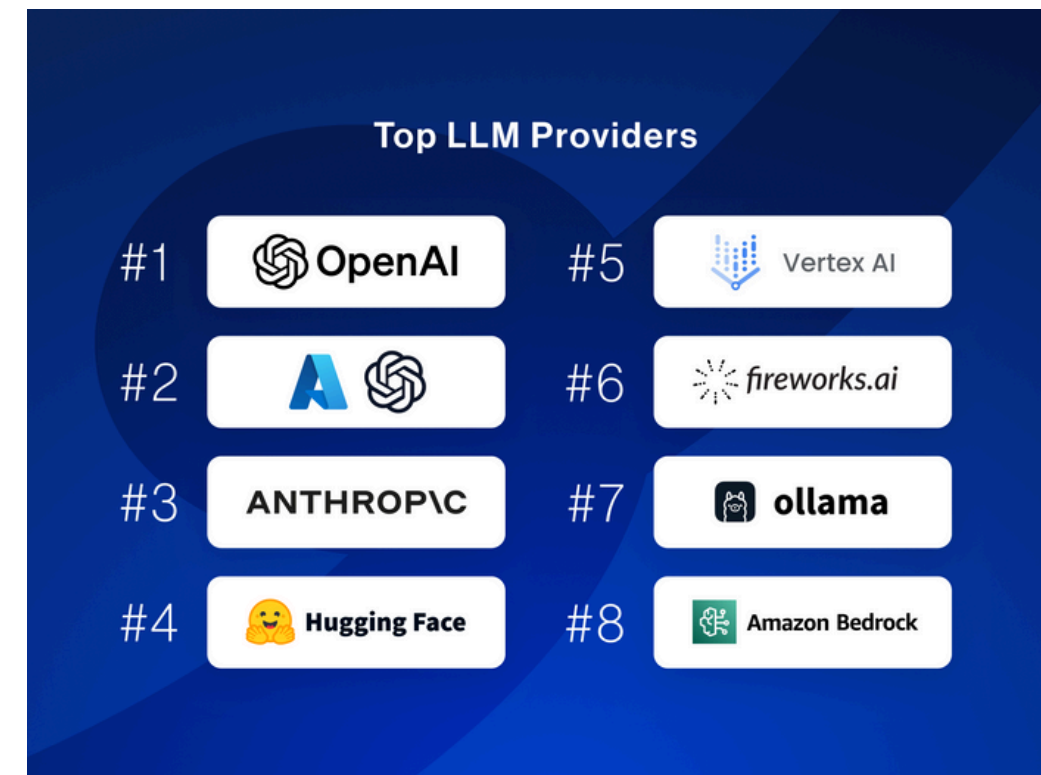 Top LLM Providers
#1 OpenAI
#2
#3 ANTHROP\C
#4 Hugging Face
#5 Vertex AI
#6 fireworks.ai
#7 ollama
#8 Amazon Bedrock